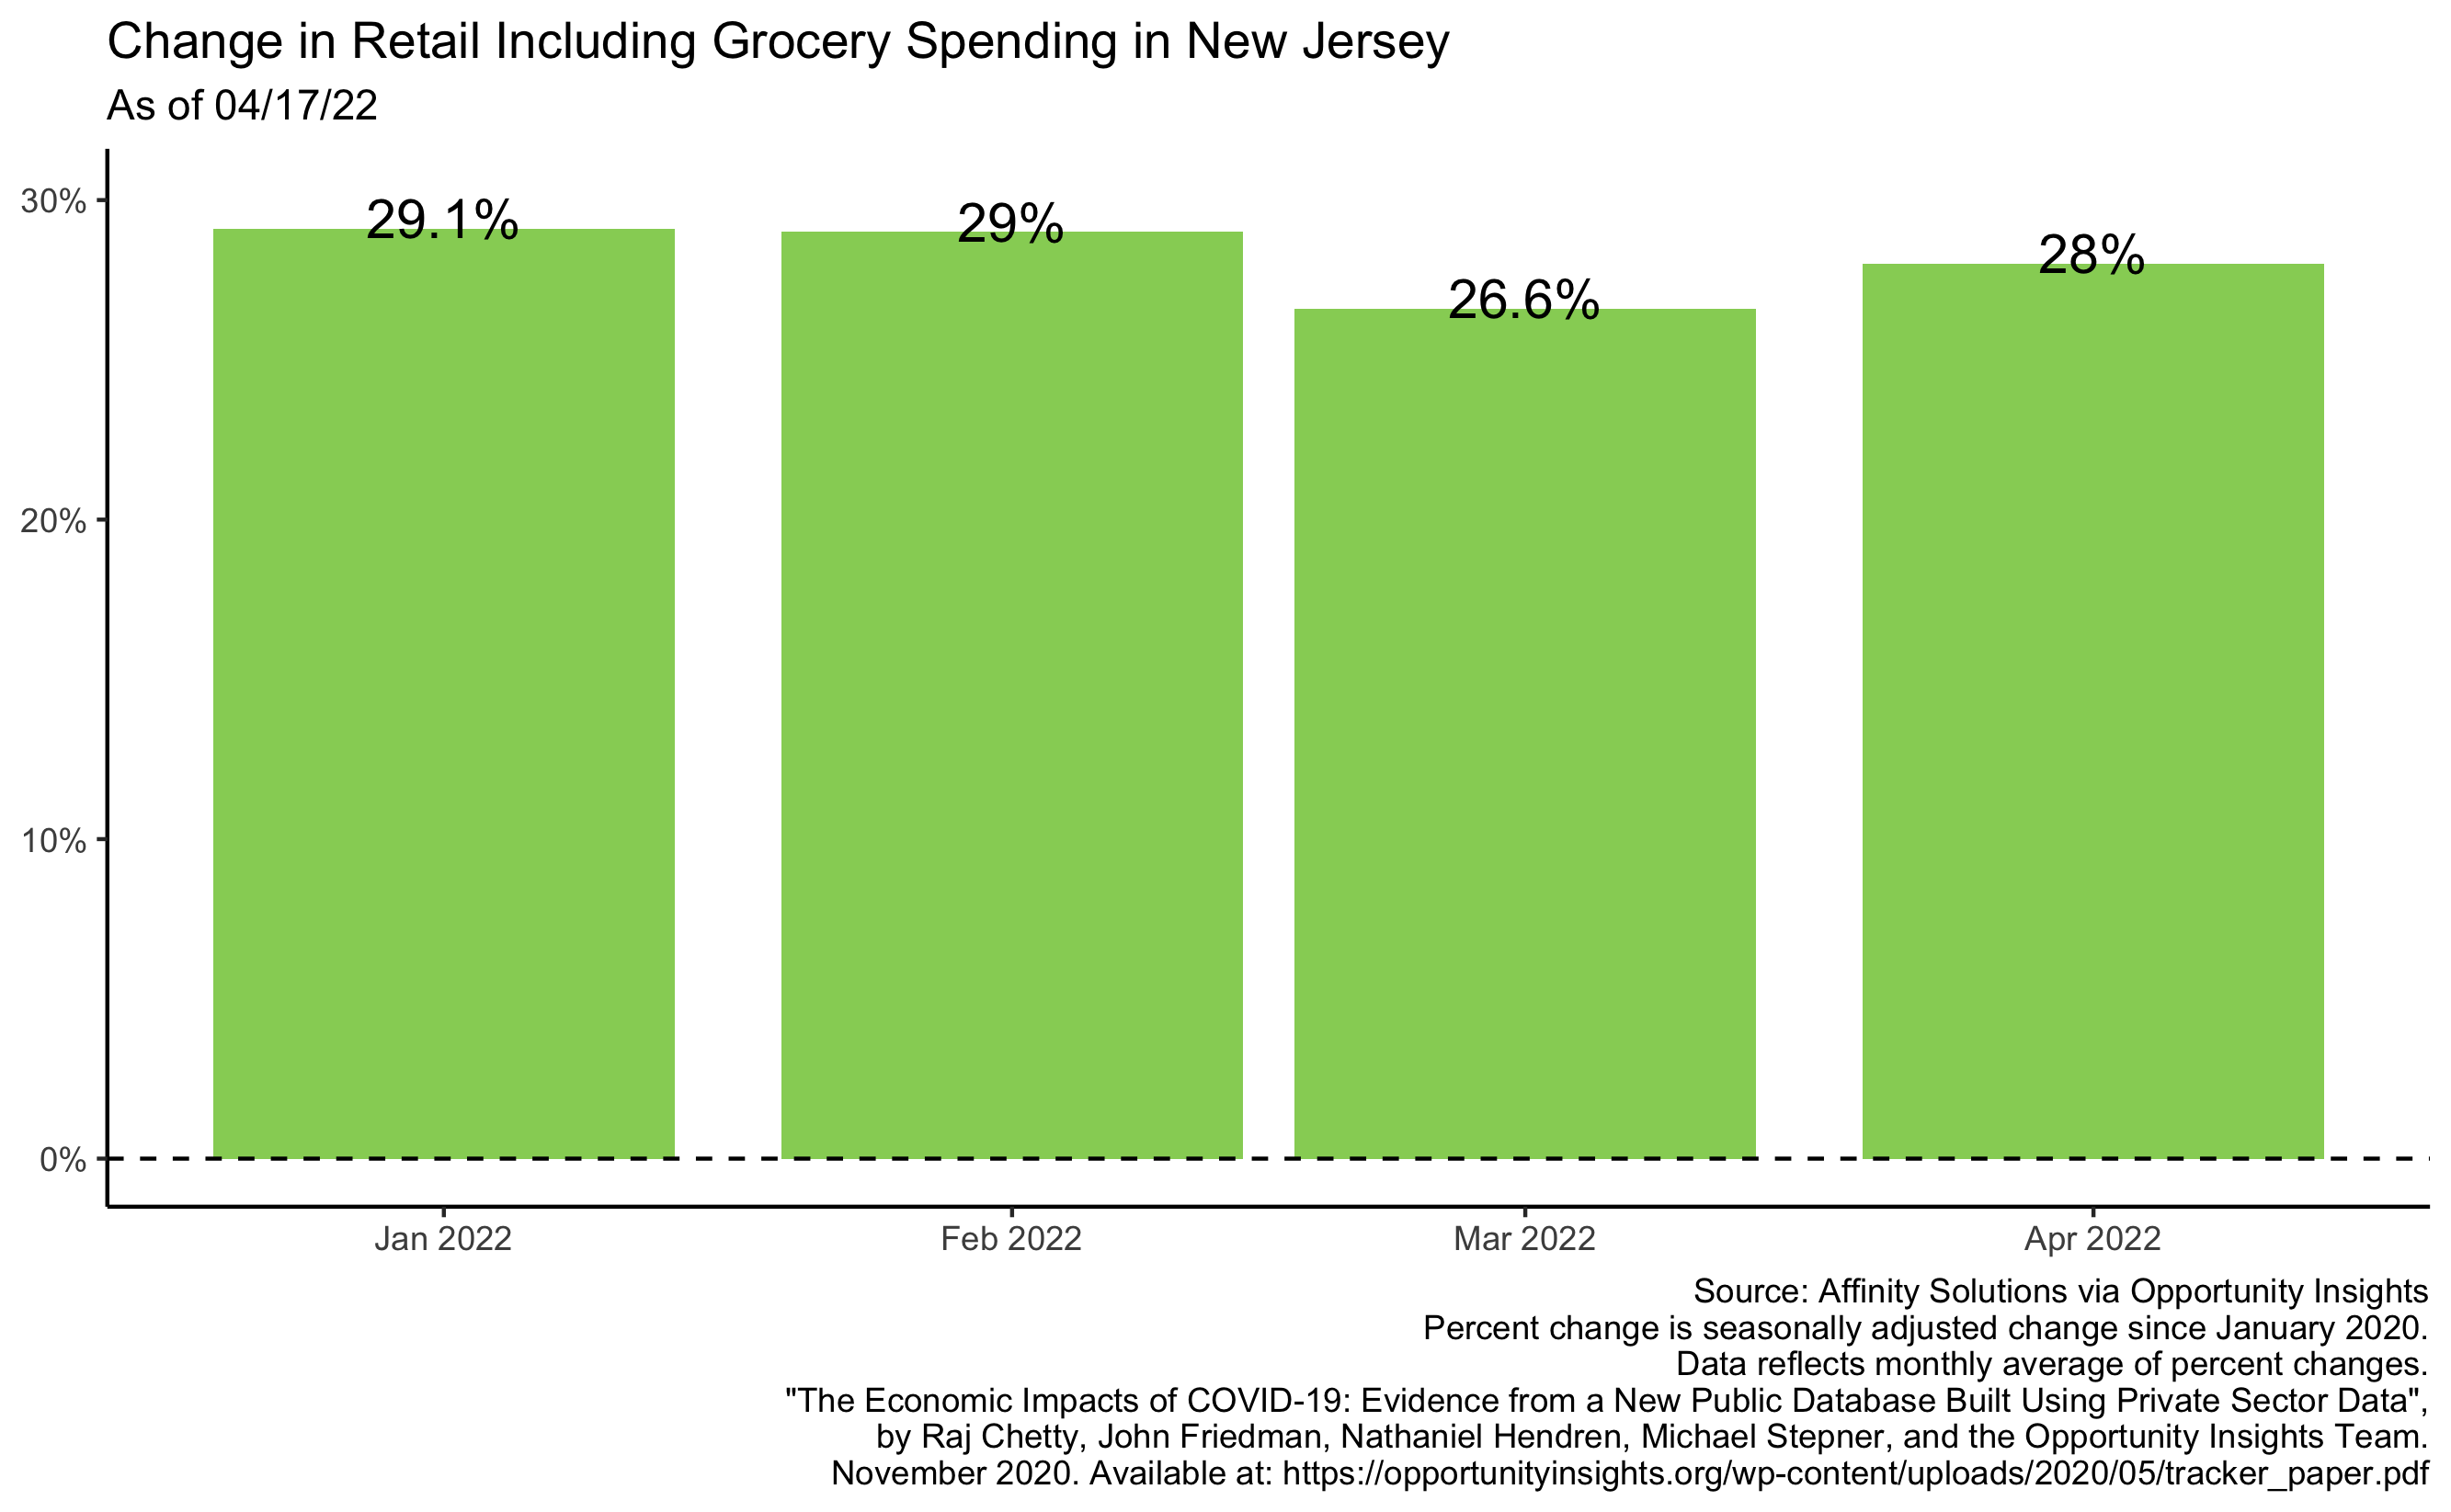 Change in Retail Including Grocery Spending in New Jersey
As of 04/17/22
30%
20%
10%
0%
29.1%
29%
26.6%
28%
Jan 2022
Feb 2022
Mar 2022
Apr 2022
Source: Affinity Solutions via Opportunity Insights
Percent change is seasonally adjusted change since January 2020.
Data reflects monthly average of percent changes.
"The Economic Impacts of COVID-19: Evidence from a New Public Database Built Using Private Sector Data",
by Raj Chetty, John Friedman, Nathaniel Hendren, Michael Stepner, and the Opportunity Insights Team.
November 2020. Available at: https://opportunityinsights.org/wp-content/uploads/2020/05/tracker_paper.pdf